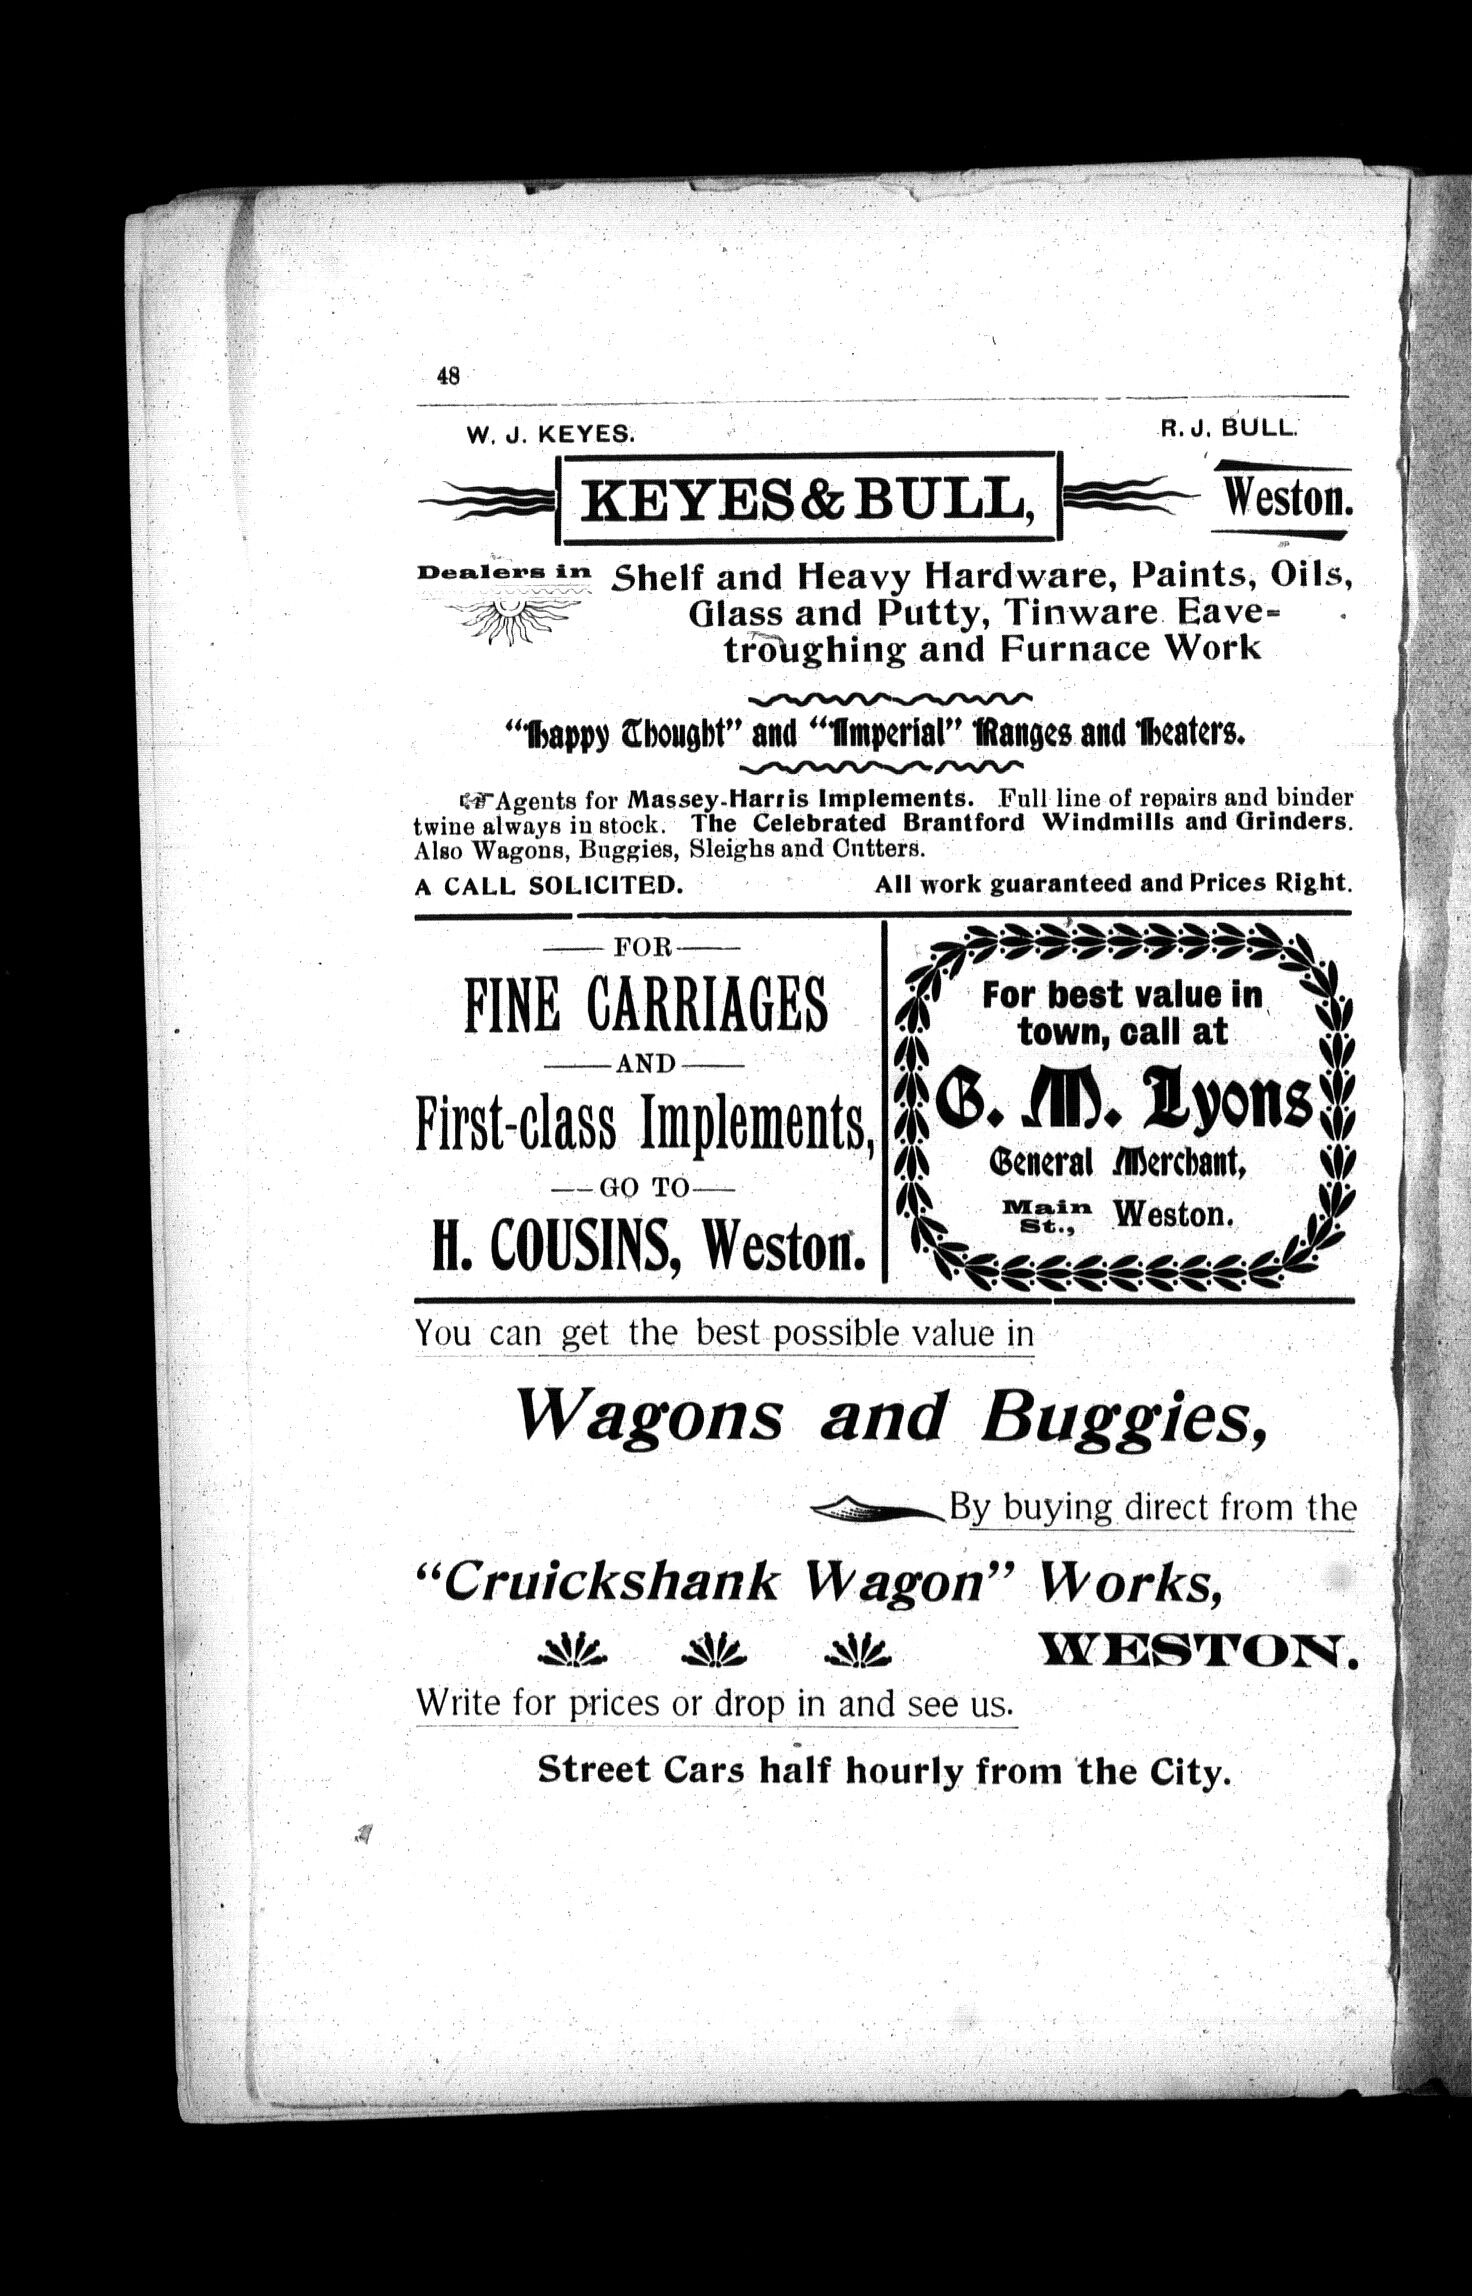 48
W. J. KEYES. R. J. BULL.
KEYES & BULL, Weston.
Dealers in Shelf and Heavy Hardware, Paints, Oils,
Glass and Putty, Tinware Eave-
troughing and Furnace Work
"Happy Thought" and "Imperial" Ranges and Heaters.
☞Agents for Massey-Harris Implements. Full line of repairs and binder
twine always in stock. The Celebrated Brantford Windmills and Grinders.
Also Wagons, Buggies, Sleighs and Cutters.
A CALL SOLICITED. All work guaranteed and Prices Right.
FOR
FINE CARRIAGES
AND
First-class Implements,
GO TO
H. COUSINS, Weston.
For best value in
town, call at
G. M. Lyons
General Merchant,
Main St., Weston.
You can get the best possible value in
Wagons and Buggies,
By buying direct from the
"Cruickshank Wagon" Works,
WESTON.
Write for prices or drop in and see us.
Street Cars half hourly from the City.